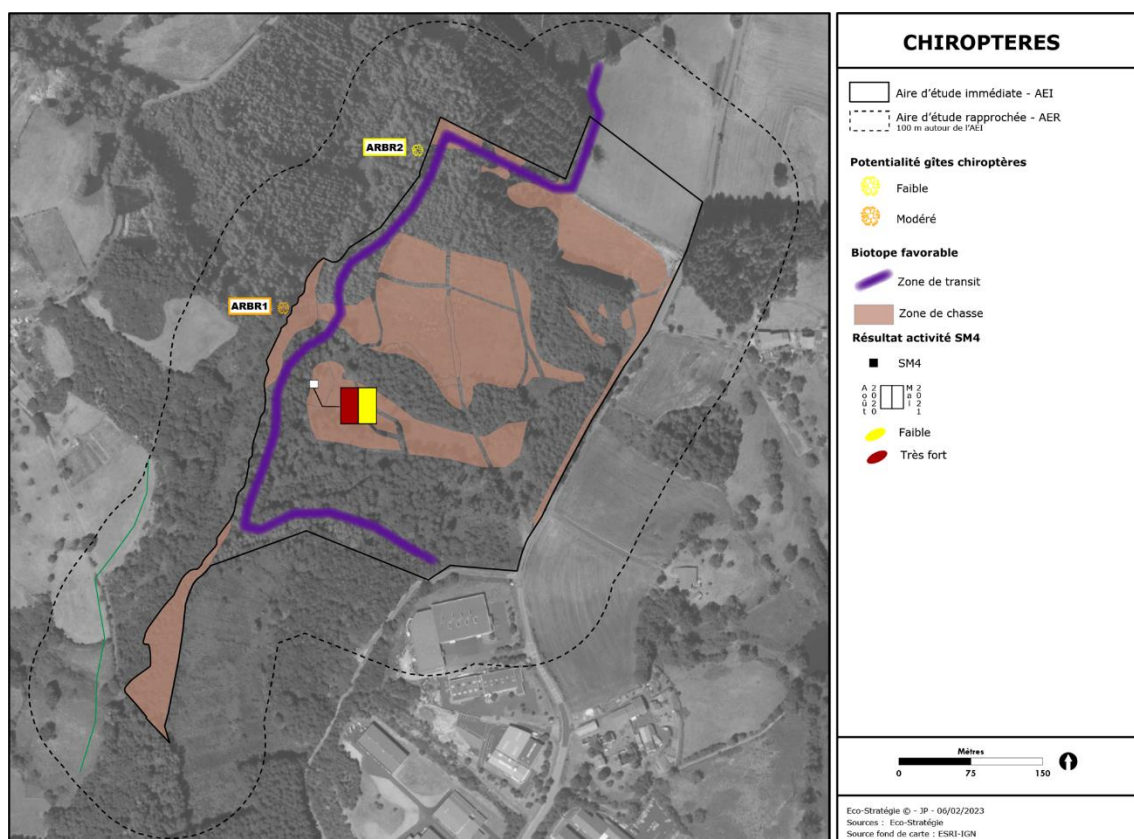 CHIROPTERES
Aire d'étude immédiate - AEI
Aire d'étude rapprochée - AER
100 m autour de l'AEI
Potentialité gîtes chiroptères
Faible
Modéré
Biotope favorable
Zone de transit
Zone de chasse
Résultat activité SM4
SM4
Août 2020
Mai 2021
Faible
Très fort
Mètres
0 75 150
Eco-Stratégie © - JP - 06/02/2023
Sources : Eco-Stratégie
Source fond de carte : ESRI-IGN
ARBR2
ARBR1